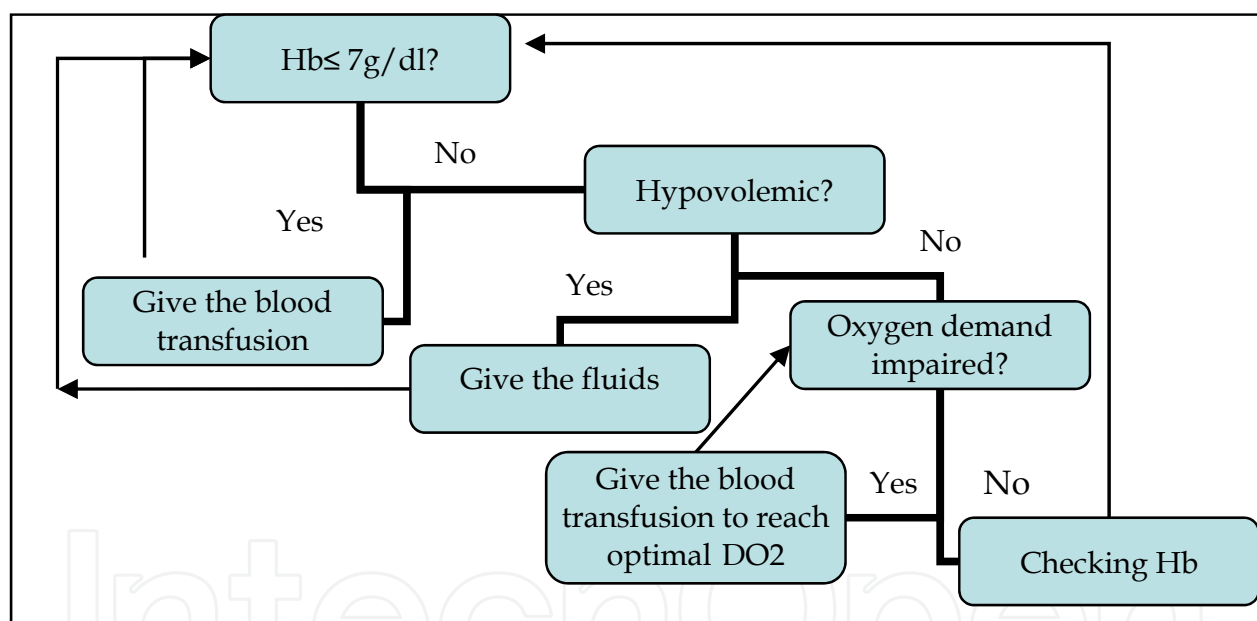 Hb≤ 7g/dl?
No
Hypovolemic?
Yes
No
Give the blood
transfusion
Yes
Oxygen demand
impaired?
Give the fluids
Give the blood
transfusion to reach
optimal DO2
Yes
No
Checking Hb
IntechOpen